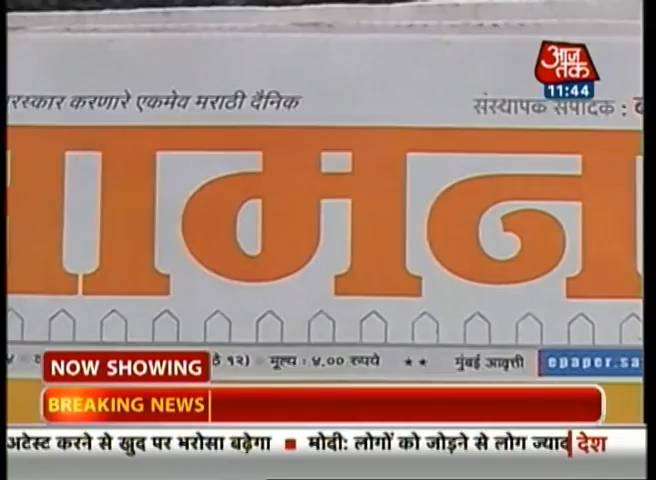 आज
तक
11:44
करणारे एकमेव मराठी दैनिक
संस्थापक संपादक :
ामन
१२) मूल्य : ४.०० रुपये ★ ★ मुंबई आवृत्ती epaper.sa
NOW SHOWING
BREAKING NEWS
अटेस्ट करने से खुद पर भरोसा बढ़ेगा ■ मोदी: लोगों को जोड़ने से लोग ज्याद देश